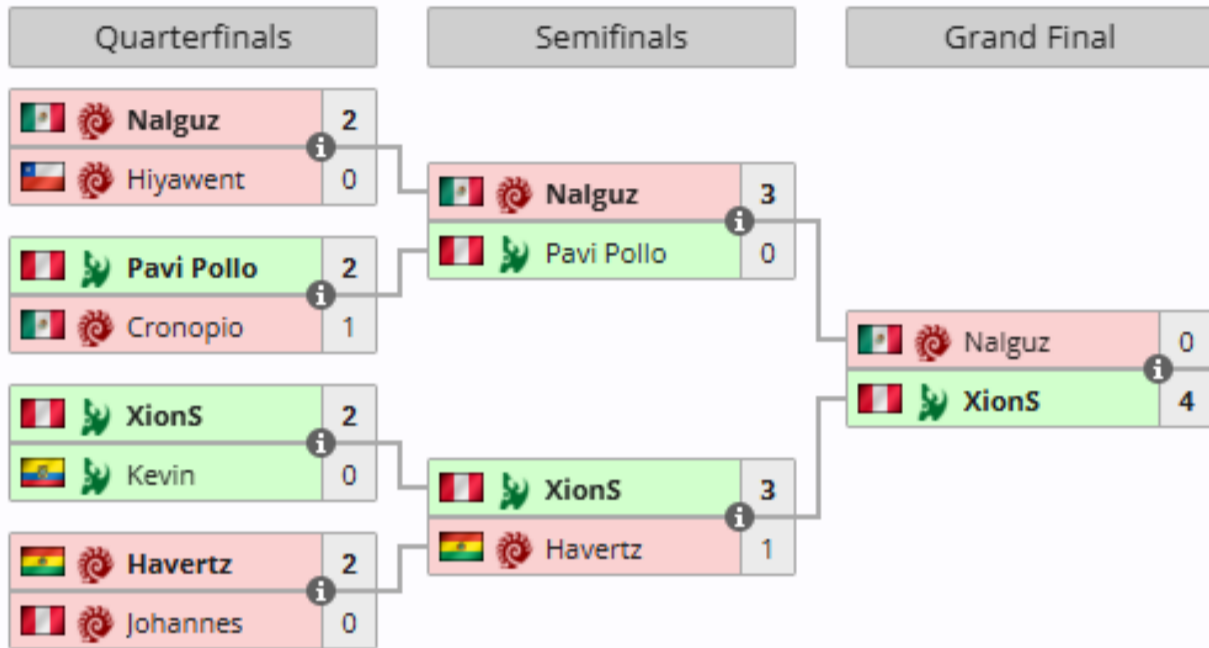 Quarterfinals
Semifinals
Grand Final
Nalguz 2
Hiyawent 0
Pavi Pollo 2
Cronopio 1
XionS 2
Kevin 0
Havertz 2
Johannes 0
Nalguz 3
Pavi Pollo 0
XionS 3
Havertz 1
Nalguz 0
XionS 4